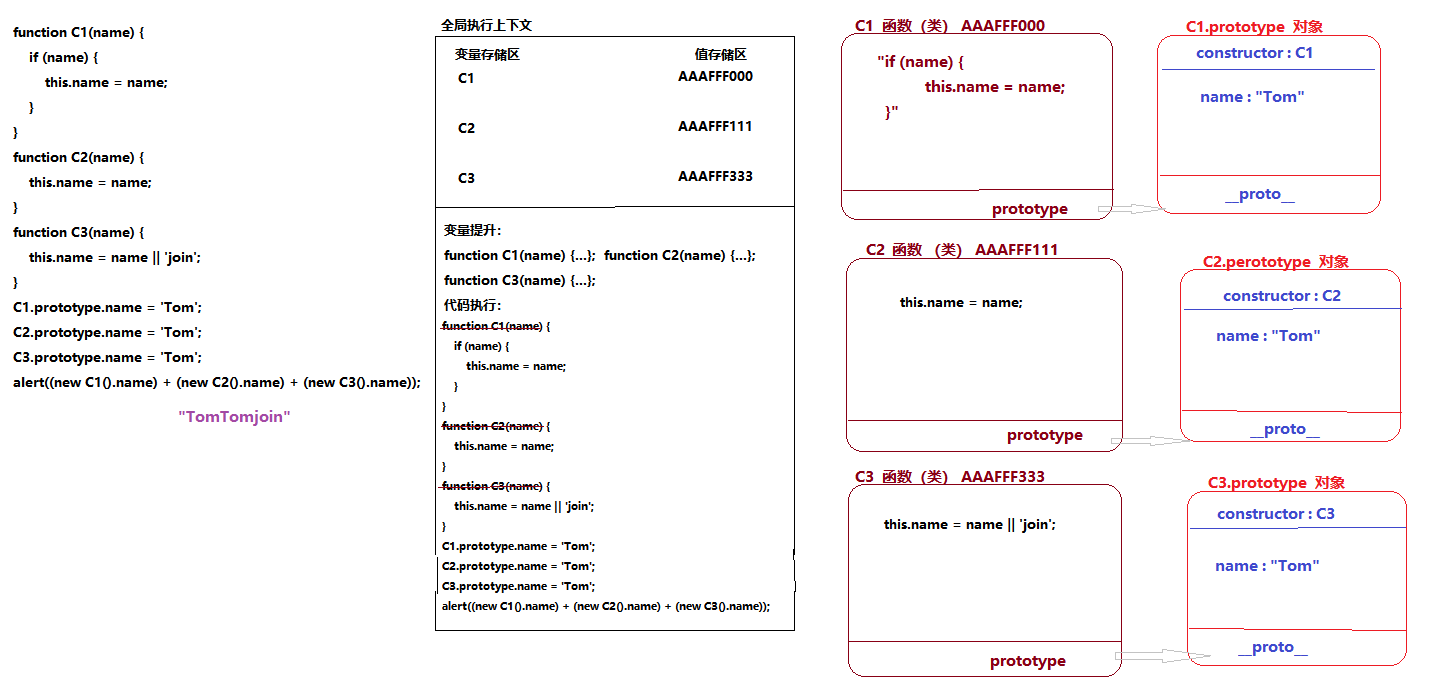 function C1(name) {
if (name) {
this.name = name;
}
}
function C2(name) {
this.name = name;
}
function C3(name) {
this.name = name || 'join';
}
C1.prototype.name = 'Tom';
C2.prototype.name = 'Tom';
C3.prototype.name = 'Tom';
alert((new C1().name) + (new C2().name) + (new C3().name));
"TomTomjoin"
全局执行上下文
变量存储区 值存储区
C1 AAAFFF000
C2 AAAFFF111
C3 AAAFFF333
变量提升：
function C1(name) {...}; function C2(name) {...};
function C3(name) {...};
代码执行：
function C1(name) {
if (name) {
this.name = name;
}
}
function C2(name) {
this.name = name;
}
function C3(name) {
this.name = name || 'join';
}
C1.prototype.name = 'Tom';
C2.prototype.name = 'Tom';
C3.prototype.name = 'Tom';
alert((new C1().name) + (new C2().name) + (new C3().name));
C1 函数（类） AAAFFF000
"if (name) {
this.name = name;
}"
prototype
C1.prototype 对象
constructor : C1
name : "Tom"
__proto__
C2 函数 （类） AAAFFF111
this.name = name;
prototype
C2.perototype 对象
constructor : C2
name : "Tom"
__proto__
C3 函数（类） AAAFFF333
this.name = name || 'join';
prototype
C3.prototype 对象
constructor : C3
name : "Tom"
__proto__